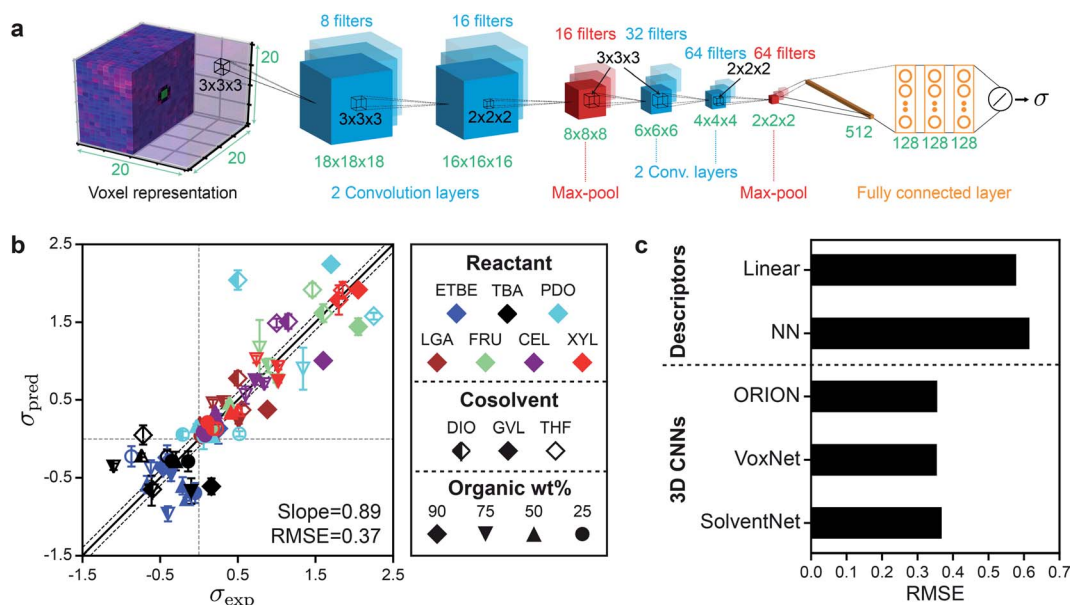 a
8 filters
16 filters
16 filters
32 filters
64 filters
64 filters
20
3x3x3
3x3x3
2x2x2
3x3x3
2x2x2
20
20
18x18x18
16x16x16
8x8x8
6x6x6
4x4x4
2x2x2
512
128 128 128
σ
Voxel representation
2 Convolution layers
Max-pool
2 Conv. layers
Max-pool
Fully connected layer
b
2.5
1.5
0.5
-0.5
-1.5
σpred
-1.5 -0.5 0.5 1.5 2.5
σexp
Slope=0.89
RMSE=0.37
Reactant
ETBE TBA PDO
LGA FRU CEL XYL
Cosolvent
DIO GVL THF
Organic wt%
90 75 50 25
c
Descriptors
3D CNNs
Linear
NN
ORION
VoxNet
SolventNet
0.0 0.1 0.2 0.3 0.4 0.5 0.6 0.7
RMSE